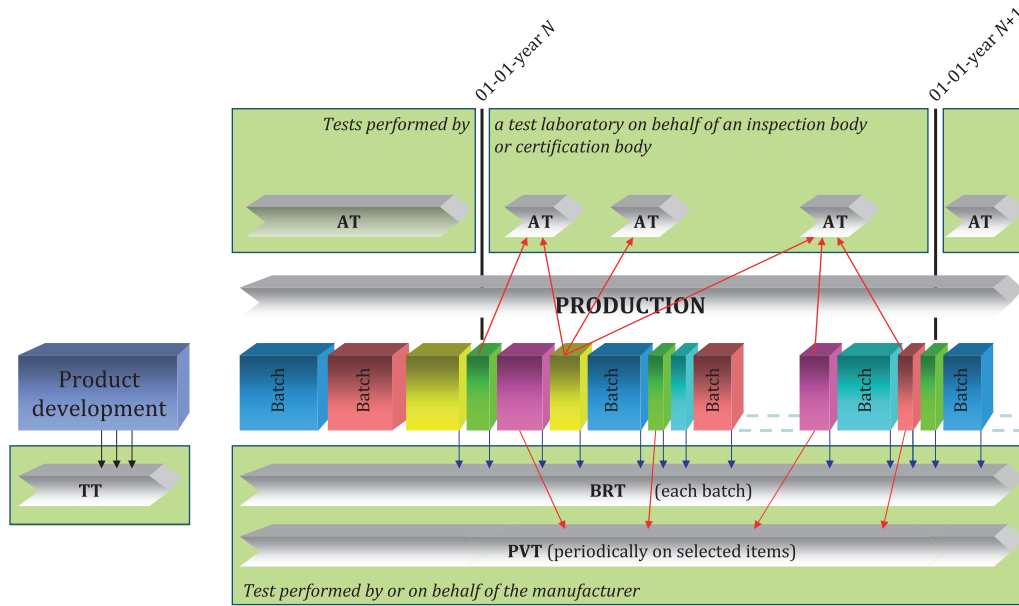 01-01-year N
01-01-year N+1
Tests performed by
a test laboratory on behalf of an inspection body
or certification body
AT
AT
AT
AT
AT
PRODUCTION
Product
development
Batch
Batch
Batch
Batch
Batch
Batch
TT
BRT (each batch)
PVT (periodically on selected items)
Test performed by or on behalf of the manufacturer